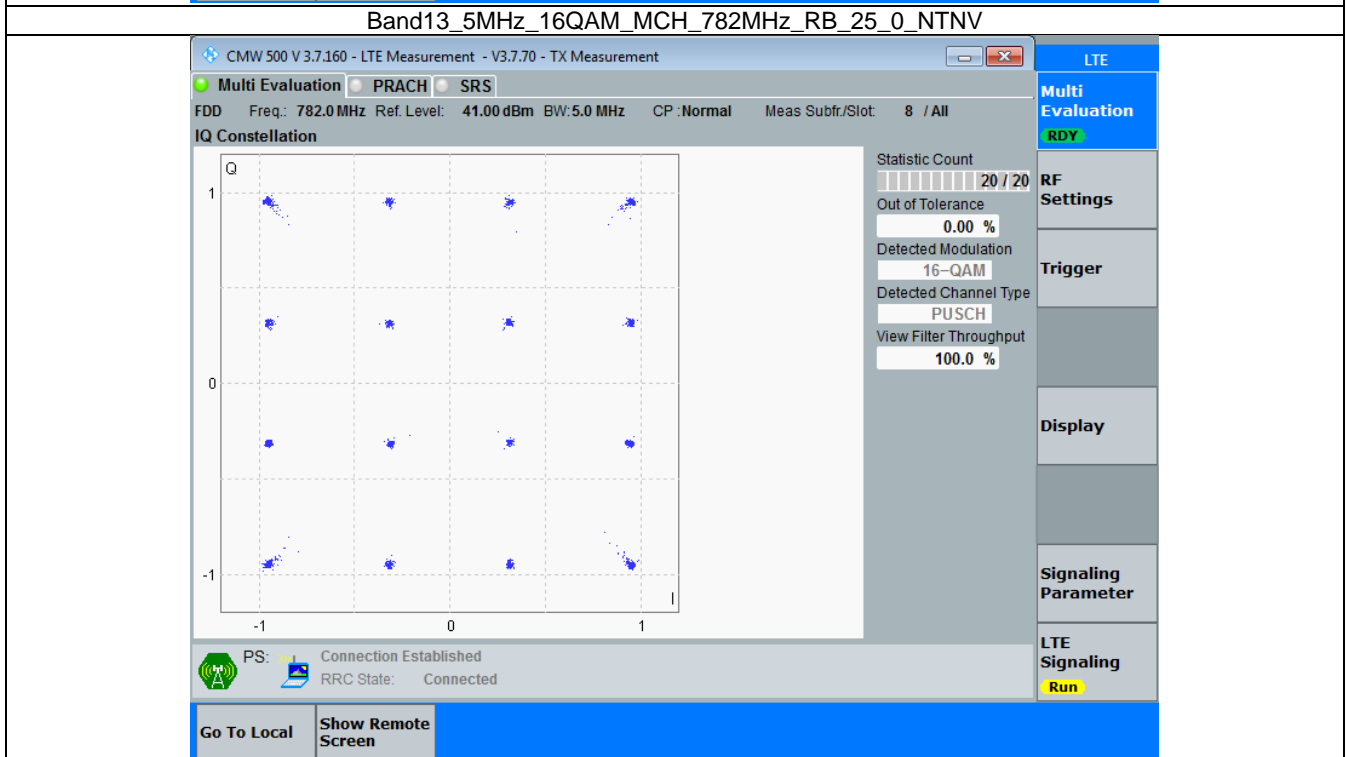 Band13_5MHz_16QAM_MCH_782MHz_RB_25_0_NTNV
CMW 500 V 3.7.160 - LTE Measurement - V3.7.70 - TX Measurement
LTE
Multi Evaluation PRACH SRS
FDD Freq.: 782.0 MHz Ref. Level: 41.00 dBm BW: 5.0 MHz CP : Normal Meas Subfr./Slot: 8 / All
IQ Constellation
Q
1
0
-1
I
-1 0 1
Statistic Count
20 / 20
Out of Tolerance
0.00 %
Detected Modulation
16-QAM
Detected Channel Type
PUSCH
View Filter Throughput
100.0 %
Multi
Evaluation
RDY
RF
Settings
Trigger
Display
Signaling
Parameter
LTE
Signaling
Run
PS: Connection Established
RRC State: Connected
Go To Local
Show Remote
Screen